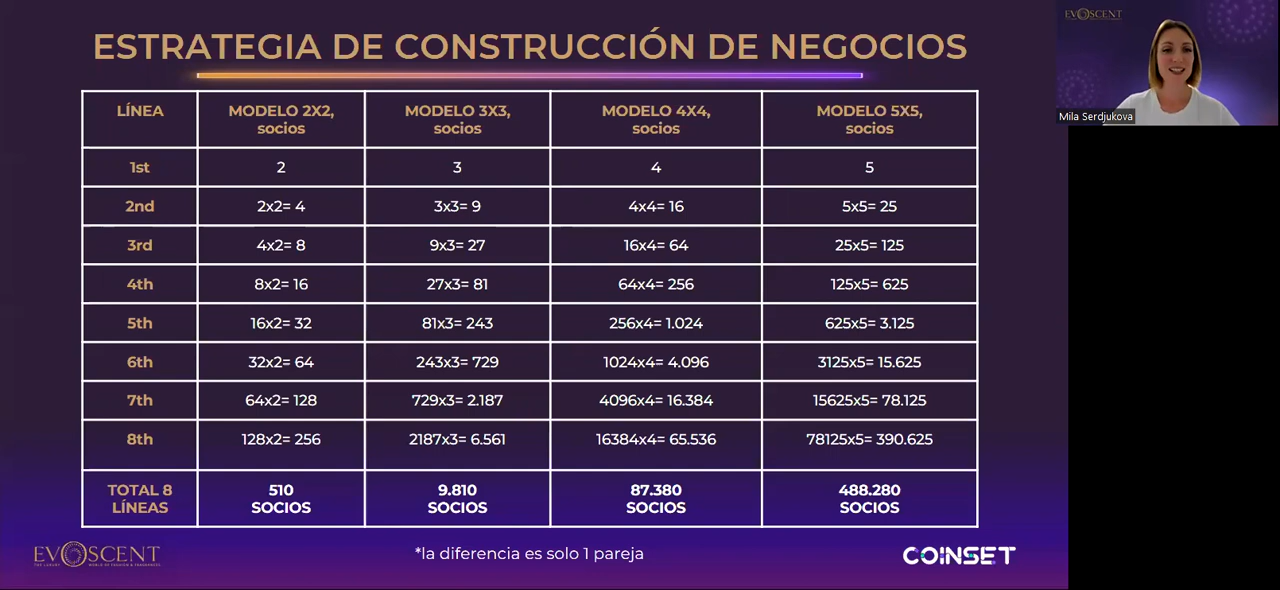 ESTRATEGIA DE CONSTRUCCIÓN DE NEGOCIOS
EVOSCENT
Mila Serdjukova
LÍNEA
MODELO 2X2,
socios
MODELO 3X3,
socios
MODELO 4X4,
socios
MODELO 5X5,
socios
1st
2
3
4
5
2nd
2x2= 4
3x3= 9
4x4= 16
5x5= 25
3rd
4x2= 8
9x3= 27
16x4= 64
25x5= 125
4th
8x2= 16
27x3= 81
64x4= 256
125x5= 625
5th
16x2= 32
81x3= 243
256x4= 1.024
625x5= 3.125
6th
32x2= 64
243x3= 729
1024x4= 4.096
3125x5= 15.625
7th
64x2= 128
729x3= 2.187
4096x4= 16.384
15625x5= 78.125
8th
128x2= 256
2187x3= 6.561
16384x4= 65.536
78125x5= 390.625
TOTAL 8
LÍNEAS
510
SOCIOS
9.810
SOCIOS
87.380
SOCIOS
488.280
SOCIOS
EVOSCENT
THE LUXURY WORLD OF FASHION & FRAGRANCES
*la diferencia es solo 1 pareja
COINSET